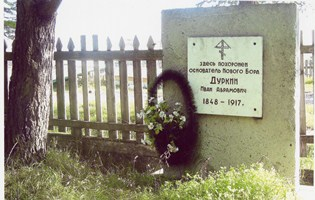 ЗДЕСЬ ПОХОРОНЕН
ОСНОВАТЕЛЬ НОВОГО БОРА
ДУРКИН
ИВАН АБРАМОВИЧ
1848 - 1917.